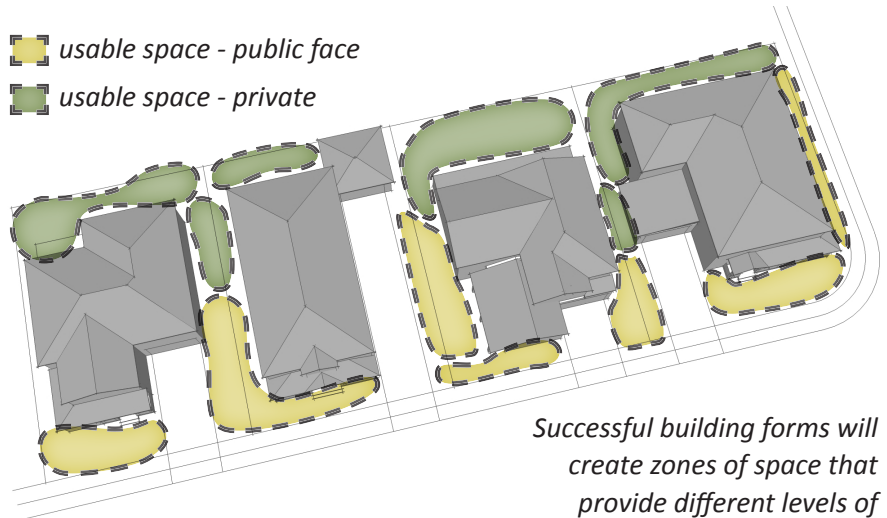 usable space - public face
usable space - private
Successful building forms will
create zones of space that
provide different levels of